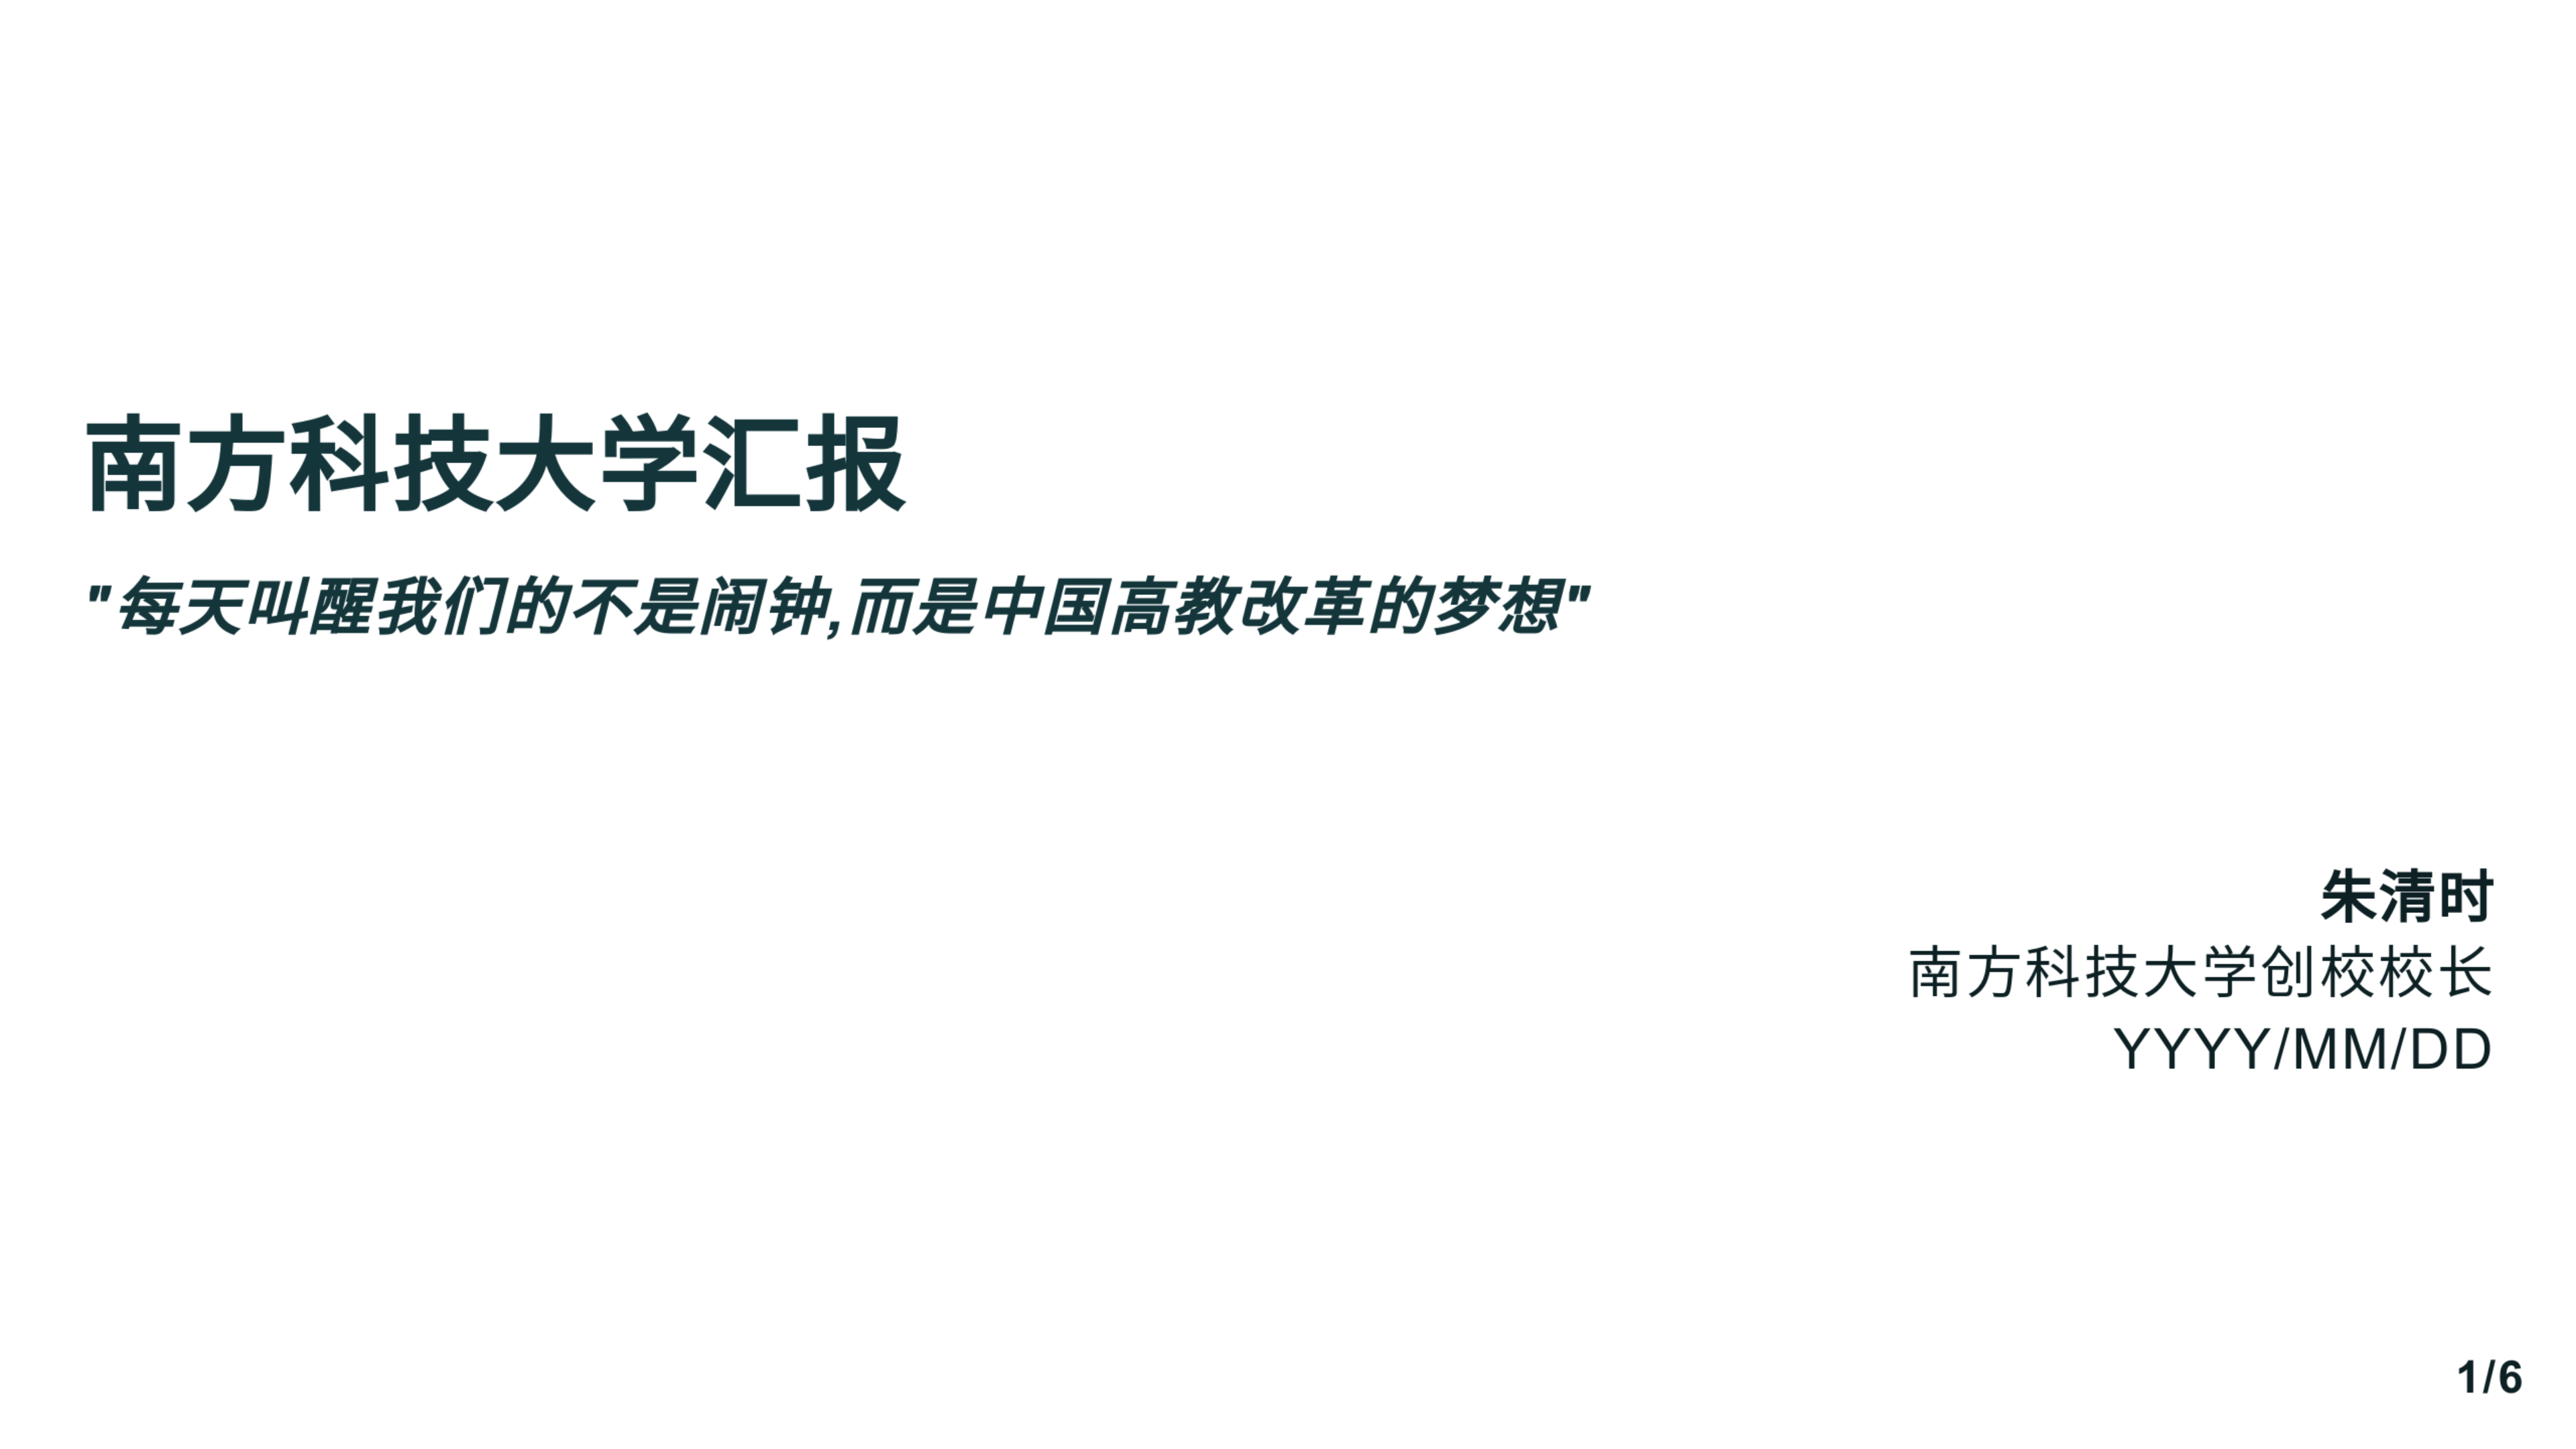 南方科技大学汇报
"每天叫醒我们的不是闹钟,而是中国高教改革的梦想"
朱清时
南方科技大学创校校长
YYYY/MM/DD
1/6